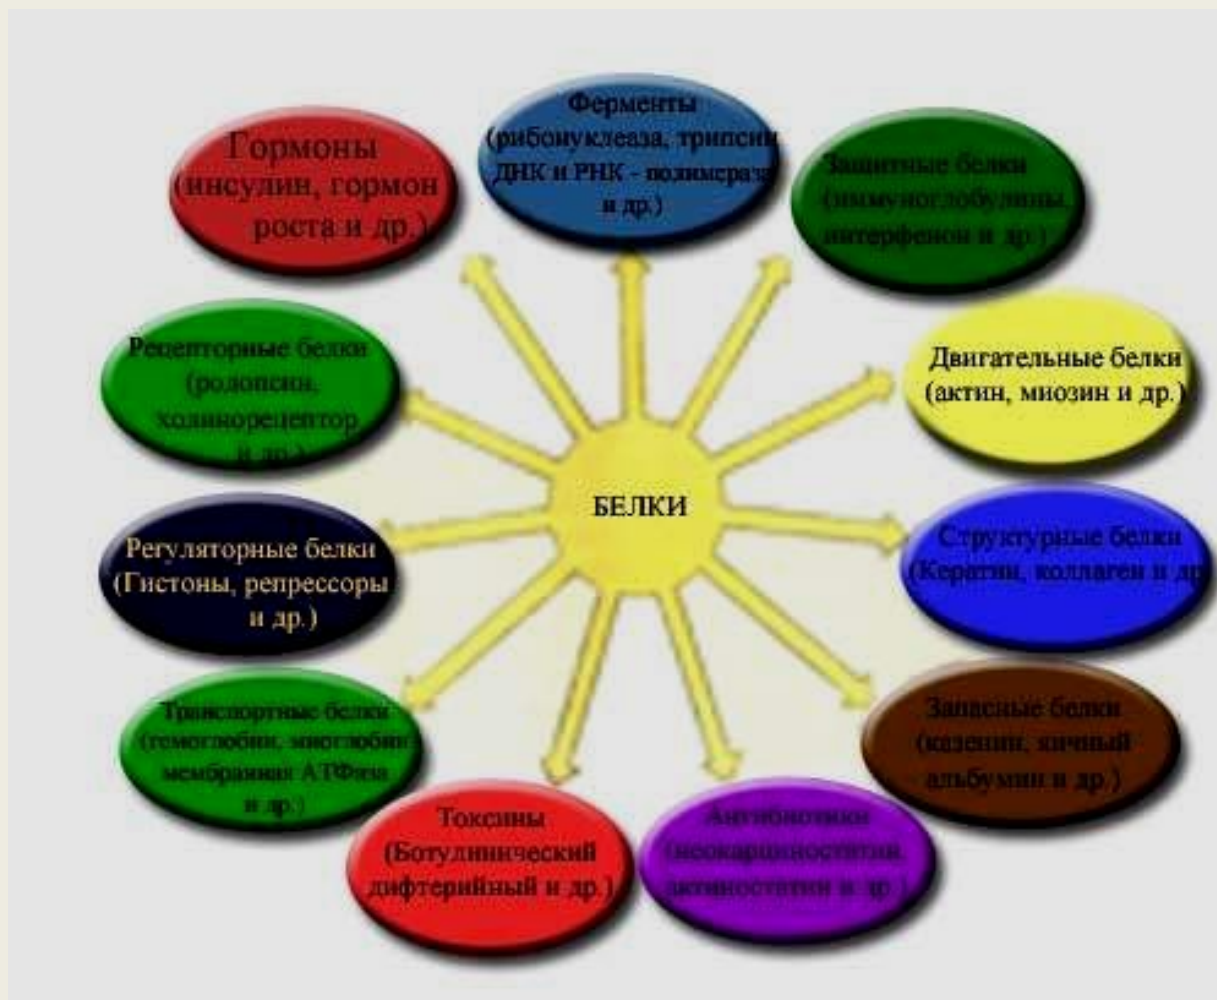 Ферменты
(рибонуклеаза, трипсин
ДНК и РНК - полимераза
и др.)
Гормоны
(инсулин, гормон
роста и др.)
Защитные белки
(иммуноглобулины,
интерфенон и др.)
Рецепторные белки
(родопсин,
холинорецептор
и др.)
Двигательные белки
(актин, миозин и др.)
БЕЛКИ
Регуляторные белки
(Гистоны, репрессоры
и др.)
Структурные белки
(Кератин, коллаген и др
Транспортные белки
(гемоглобин, миоглобин
мембранная АТФаза
и др.)
Запасные белки
(казеин, яичный
альбумин и др.)
Токсины
(Ботулинический
дифтерийный и др.)
Антибиотики
(неокарциностатин,
актиностатин и др.)